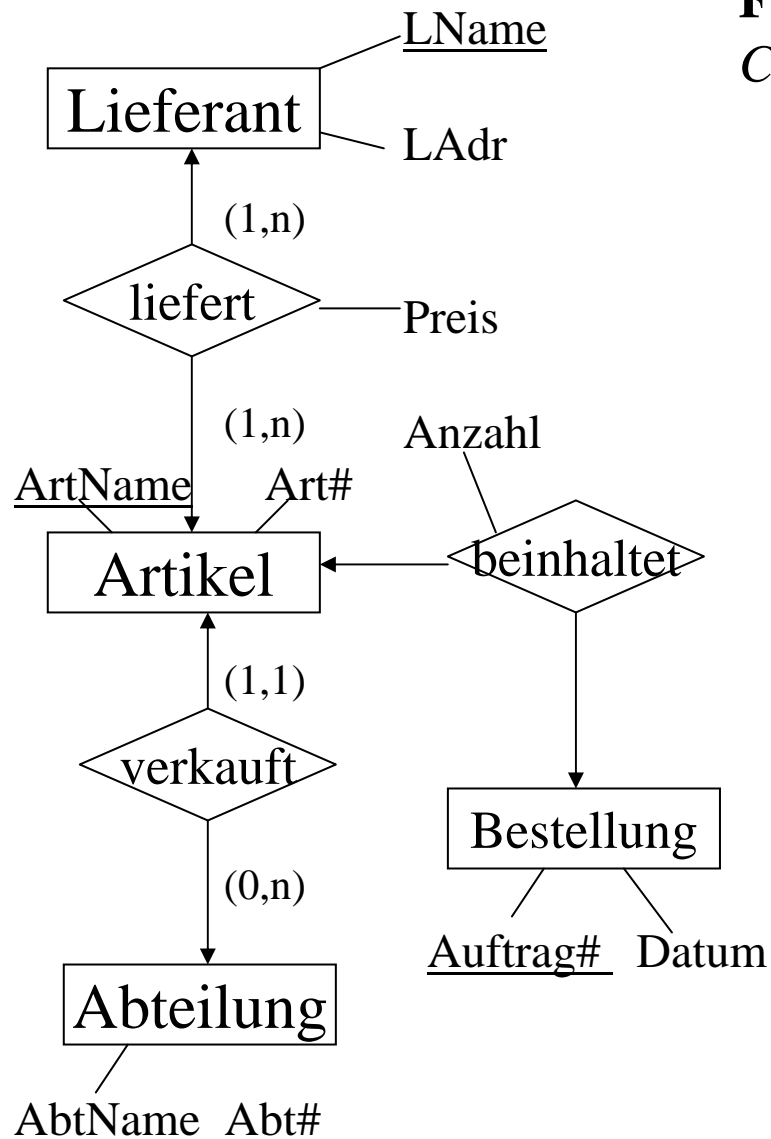 LName
Lieferant
LAdr
(1,n)
liefert
Preis
(1,n)
Anzahl
ArtName Art#
Artikel
beinhaltet
(1,1)
verkauft
Bestellung
(0,n)
Auftrag# Datum
Abteilung
AbtName Abt#